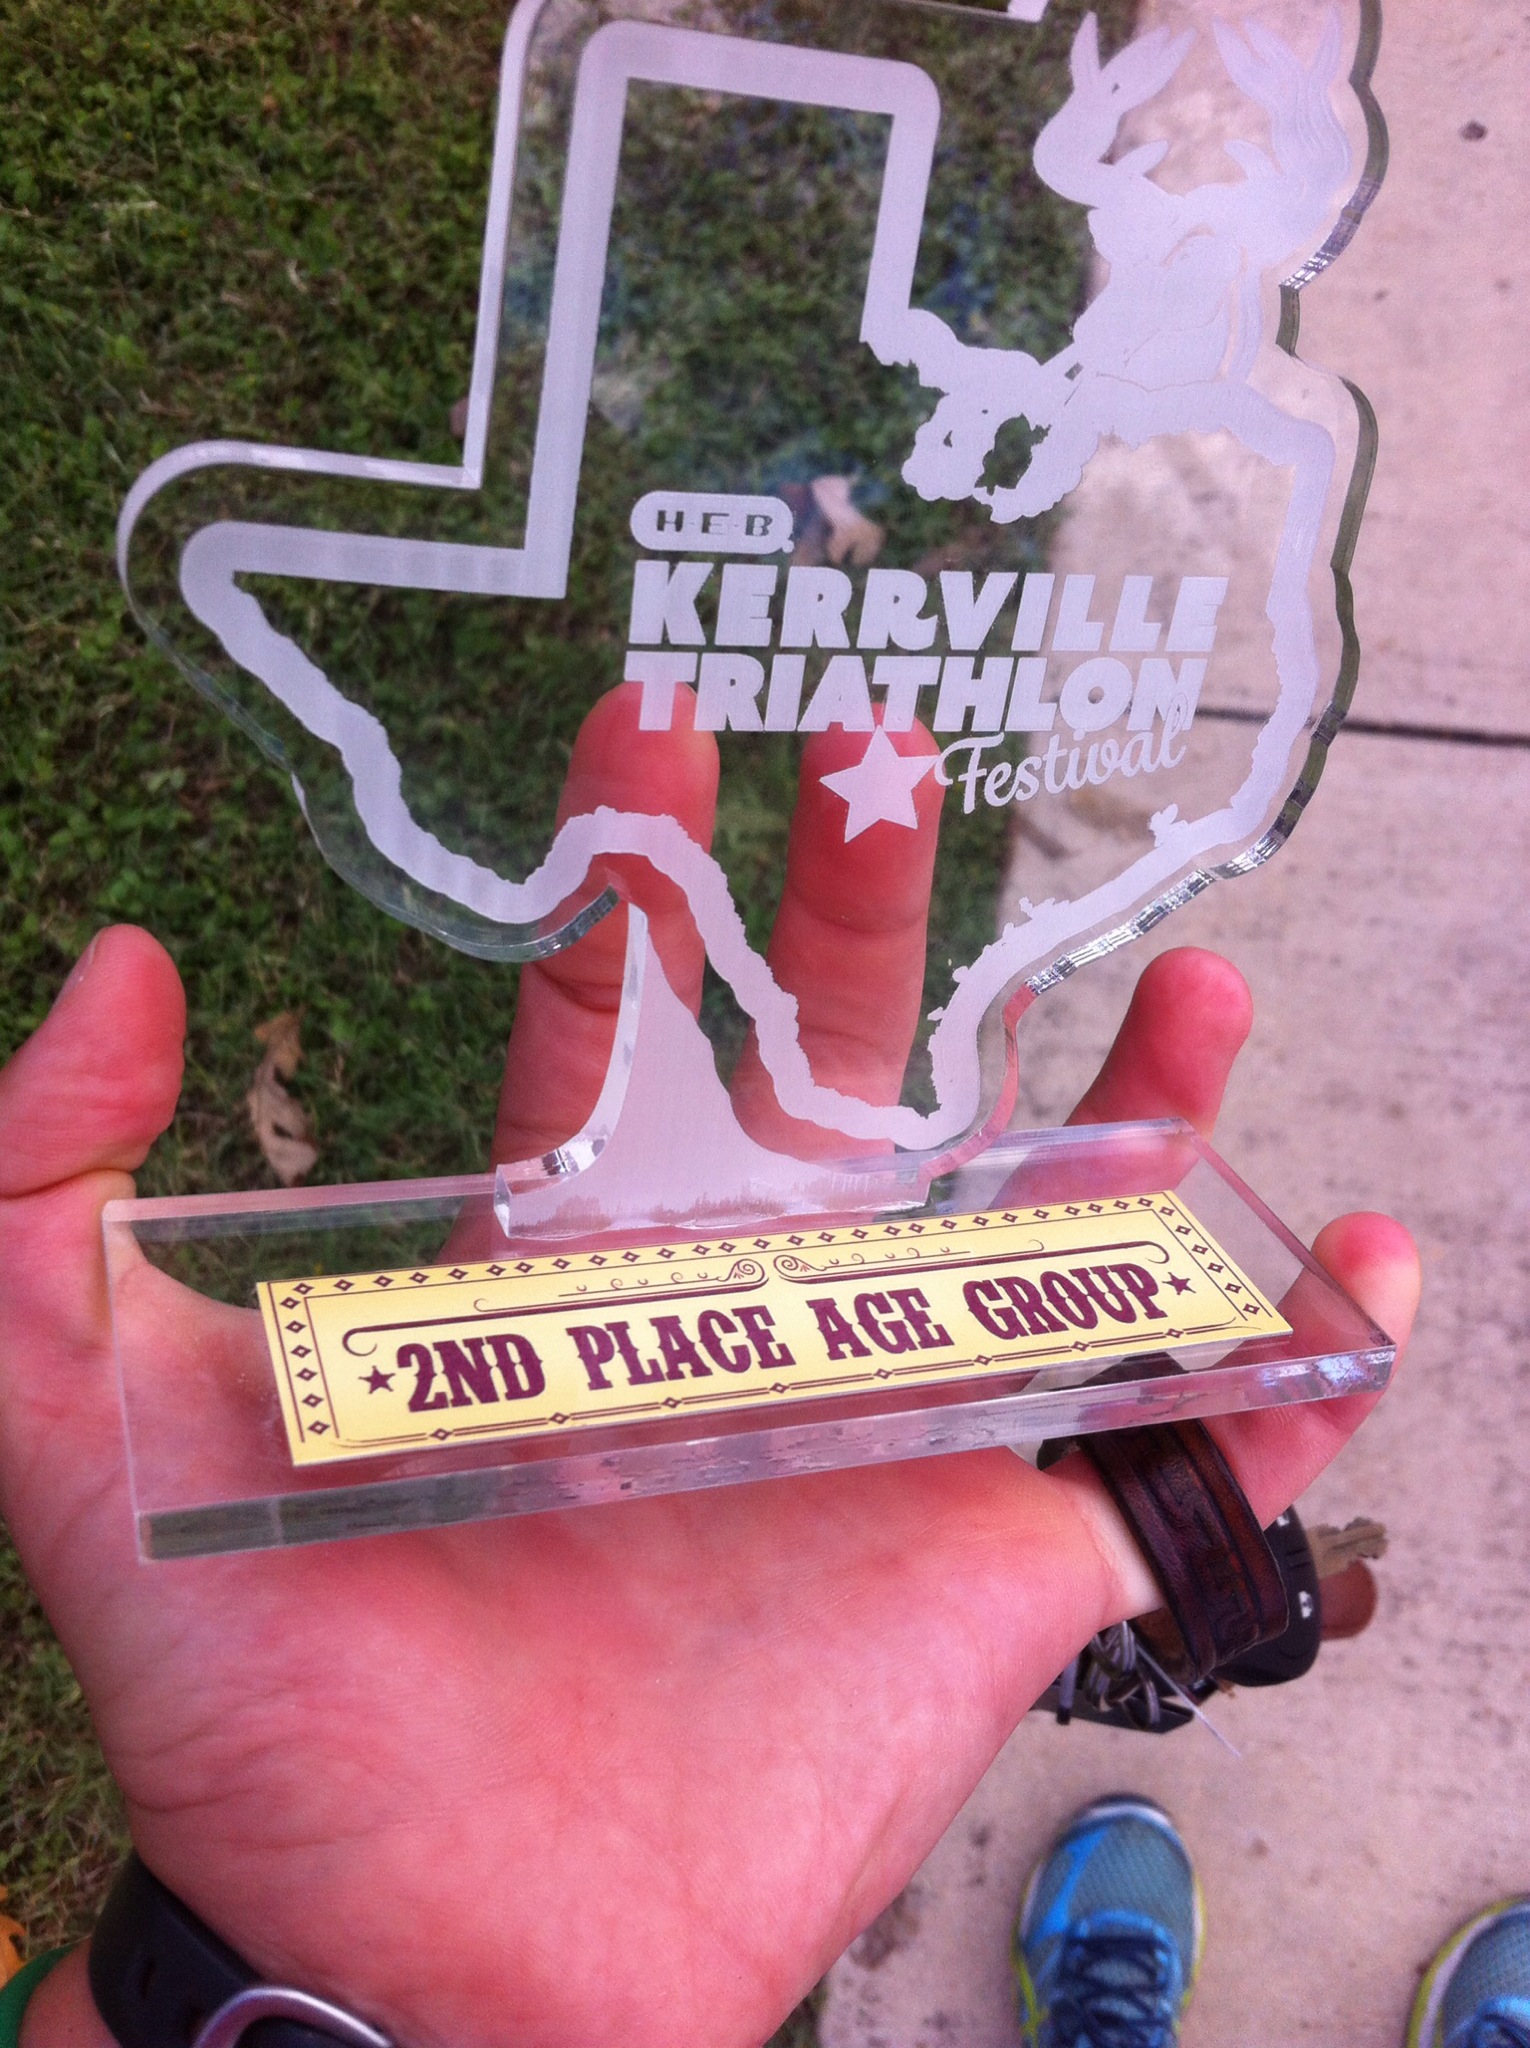 H-E-B
KERRVILLE
TRIATHLON
Festival
2ND PLACE AGE GROUP